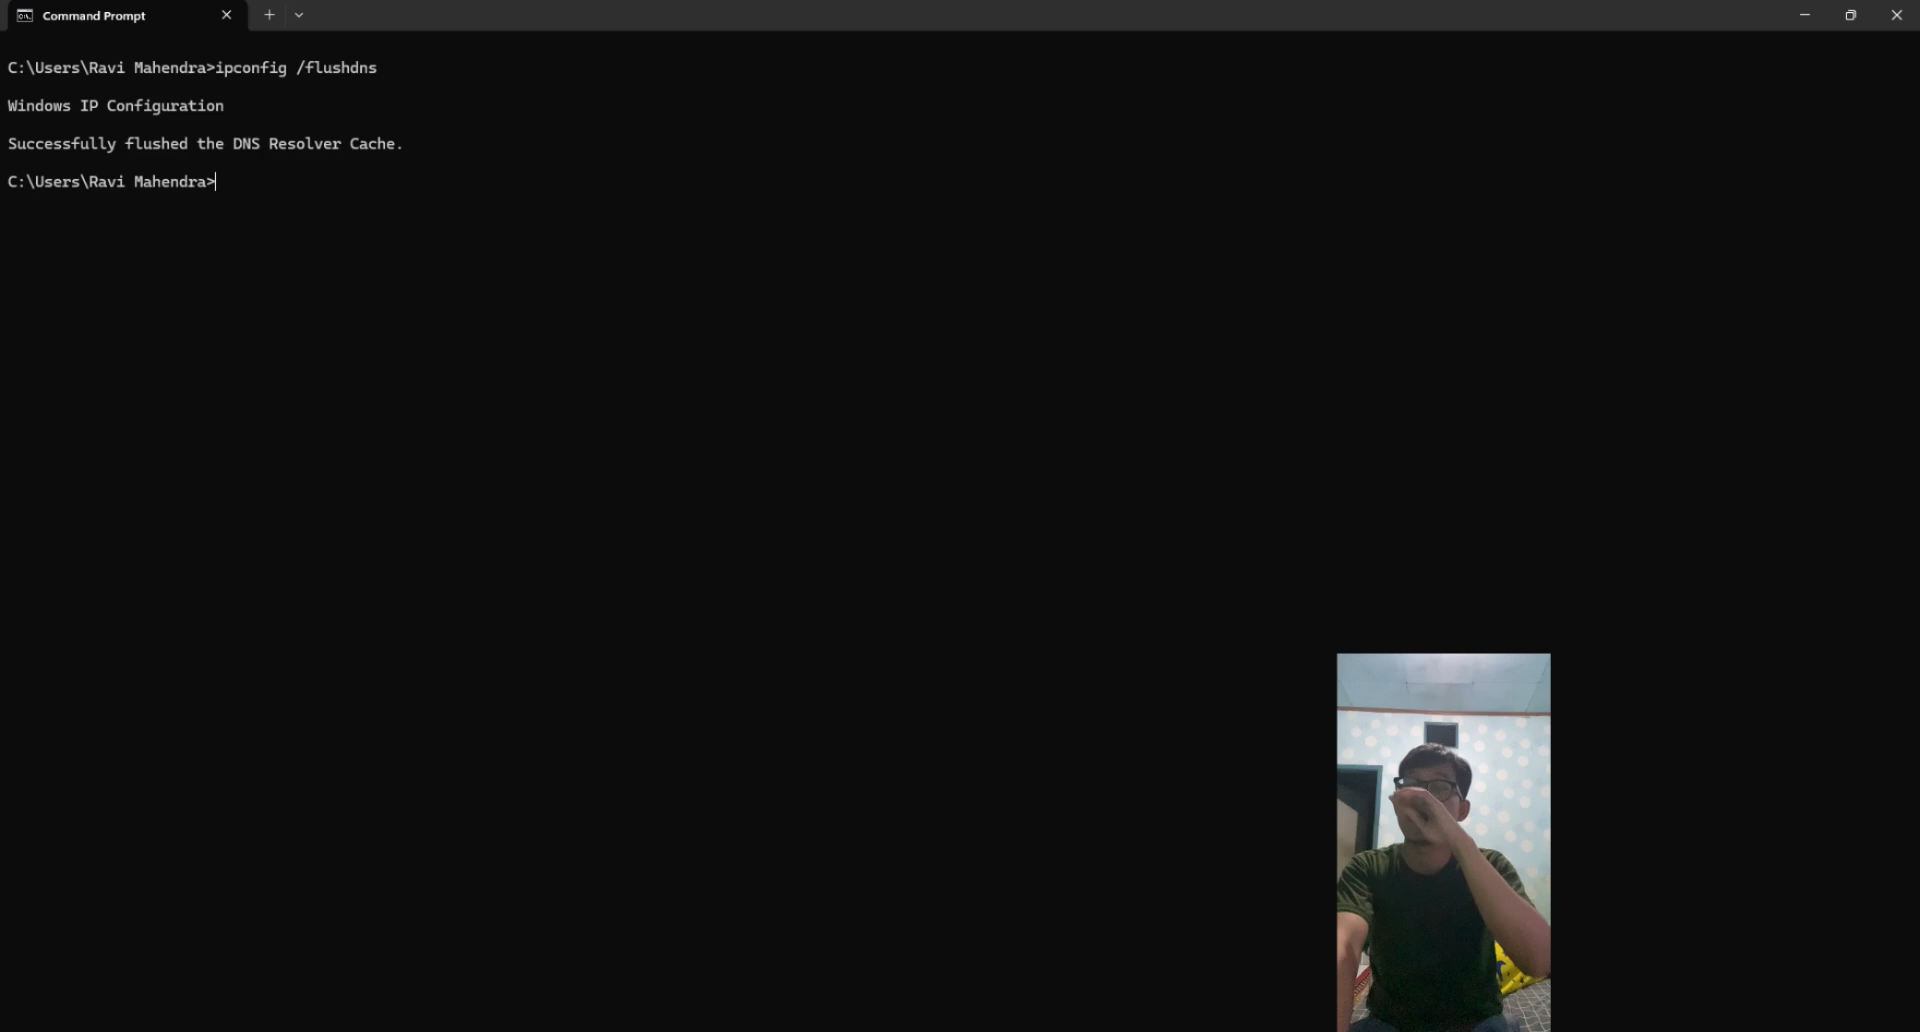 Command Prompt
C:\Users\Ravi Mahendra>ipconfig /flushdns
Windows IP Configuration
Successfully flushed the DNS Resolver Cache.
C:\Users\Ravi Mahendra>